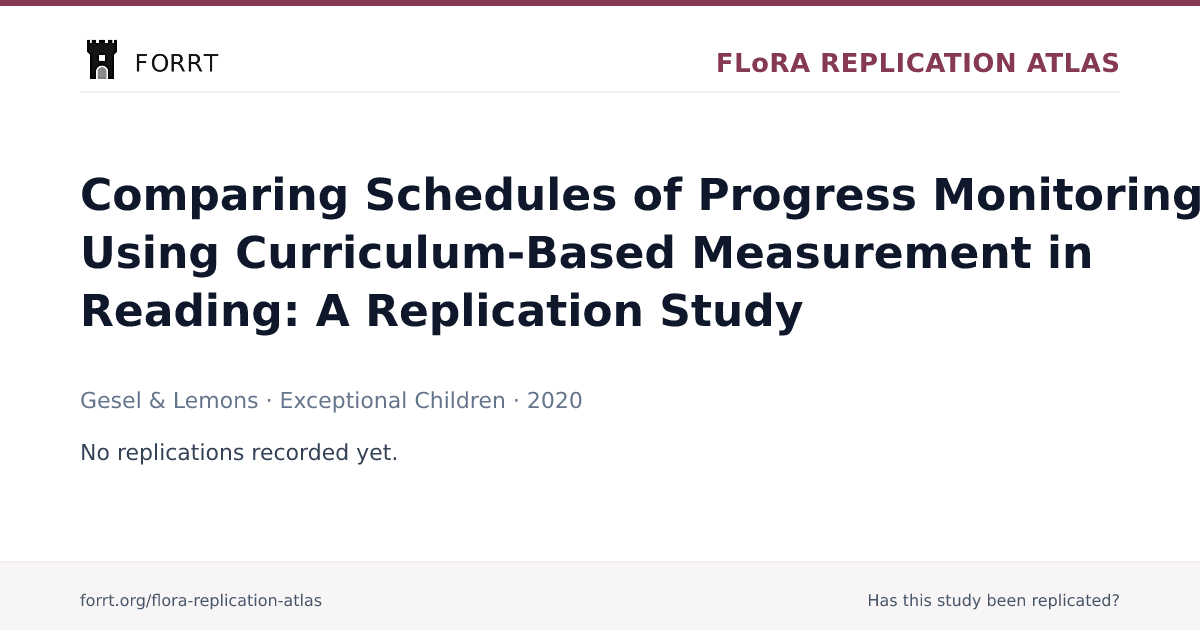 FORRT
FLoRA REPLICATION ATLAS
Comparing Schedules of Progress Monitoring
Using Curriculum-Based Measurement in
Reading: A Replication Study
Gesel & Lemons · Exceptional Children · 2020
No replications recorded yet.
forrt.org/flora-replication-atlas
Has this study been replicated?